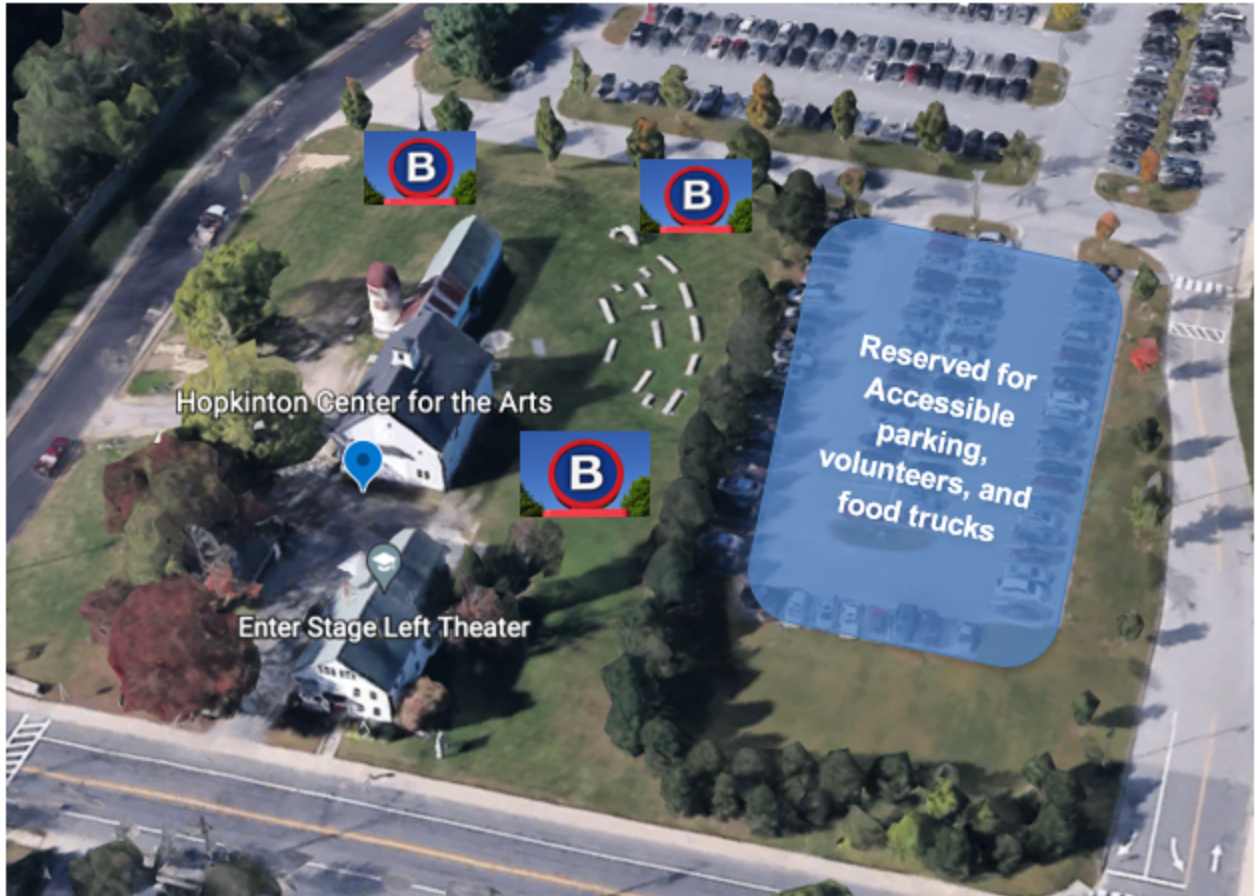 B
B
Reserved for
Accessible
parking,
volunteers, and
food trucks
Hopkinton Center for the Arts
B
Enter Stage Left Theater